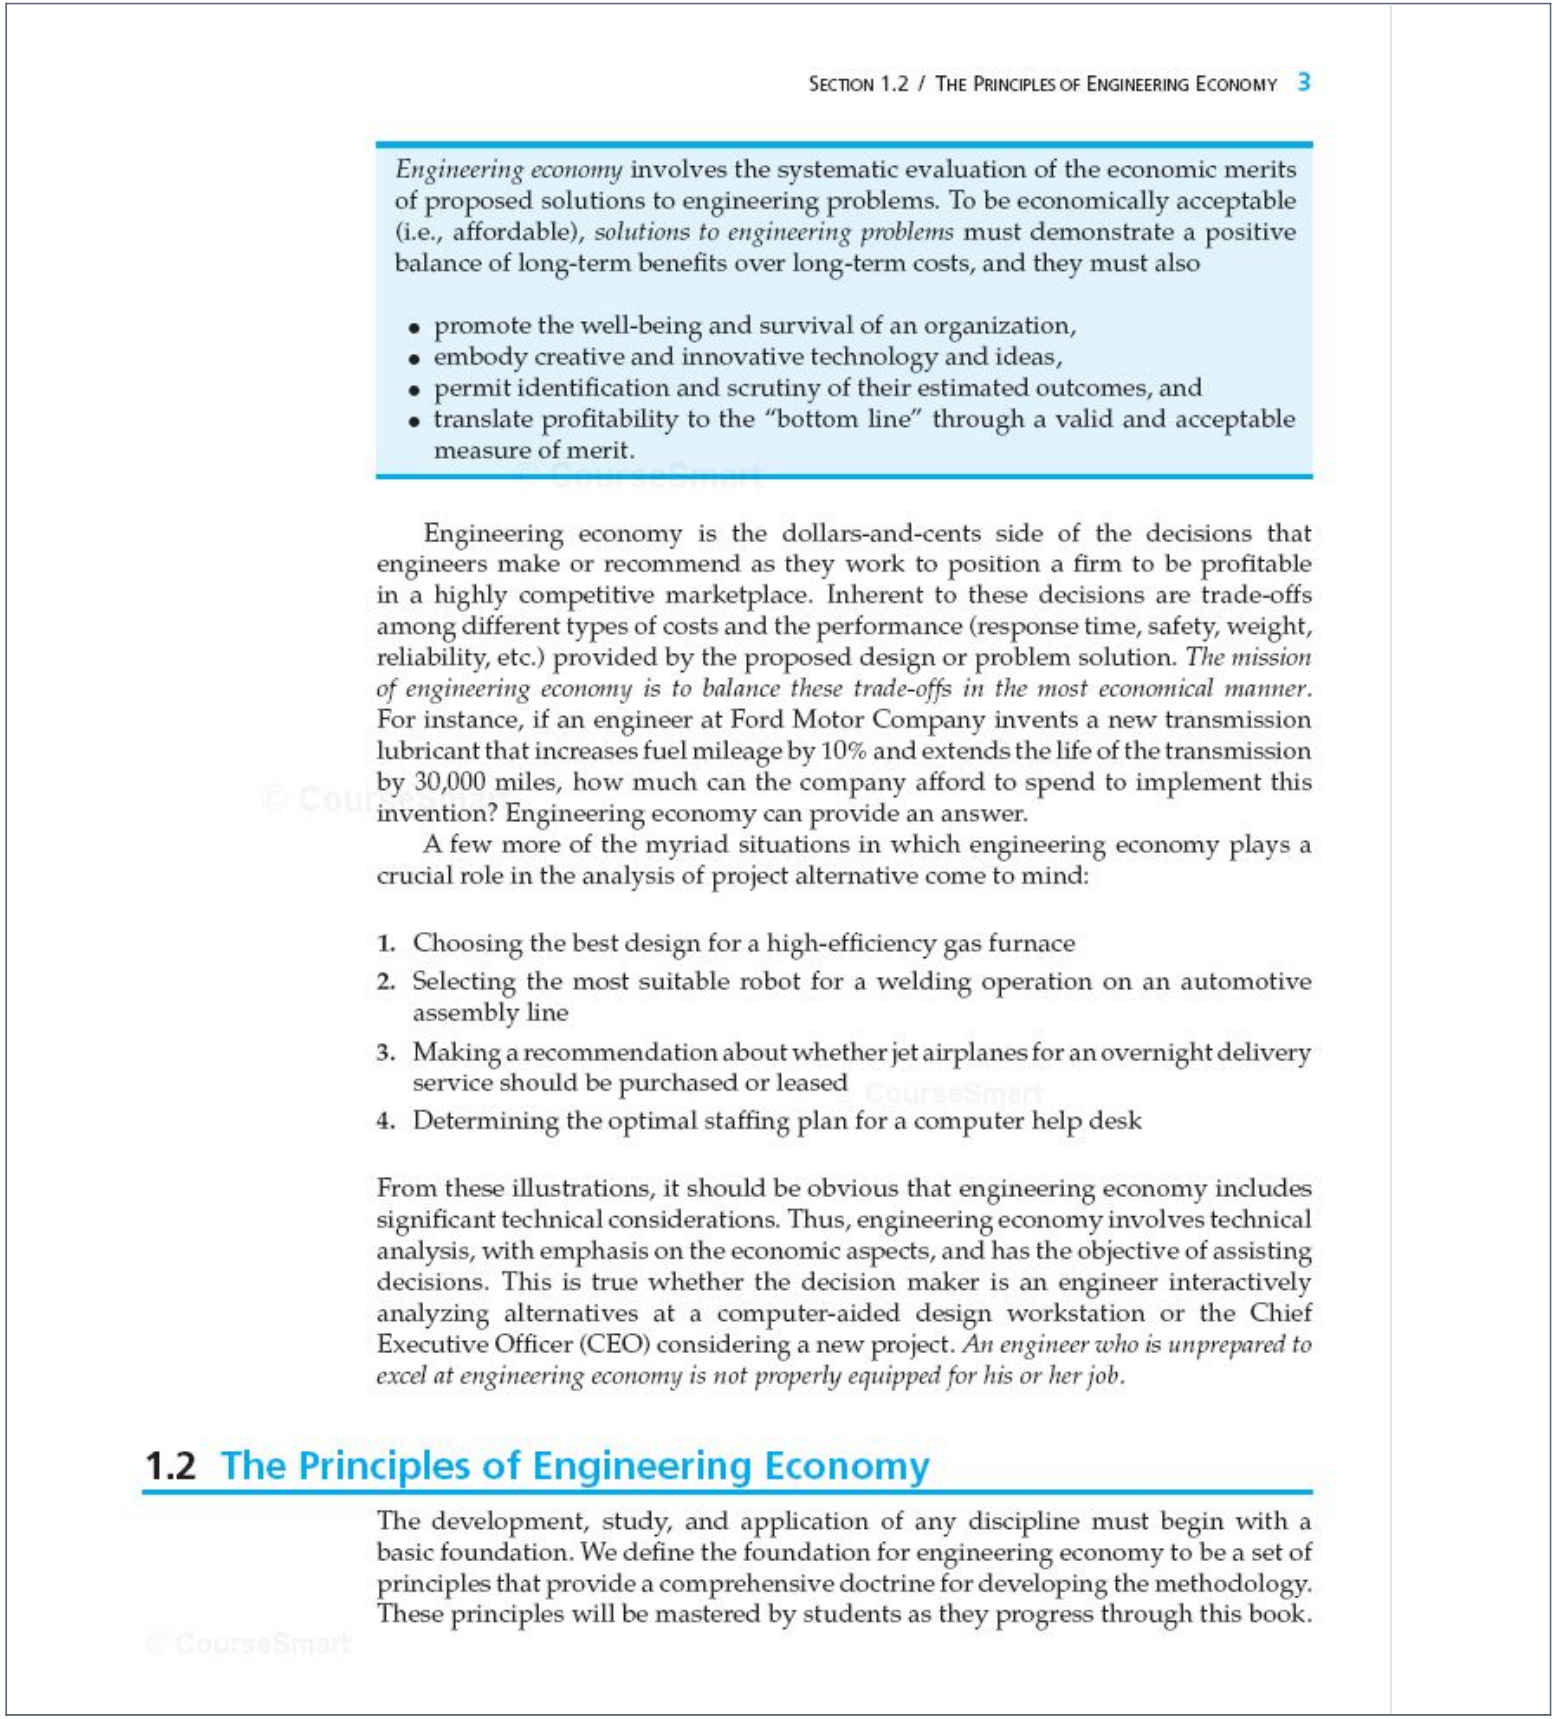 SECTION 1.2 / THE PRINCIPLES OF ENGINEERING ECONOMY 3
Engineering economy involves the systematic evaluation of the economic merits
of proposed solutions to engineering problems. To be economically acceptable
(i.e., affordable), solutions to engineering problems must demonstrate a positive
balance of long-term benefits over long-term costs, and they must also
• promote the well-being and survival of an organization,
• embody creative and innovative technology and ideas,
• permit identification and scrutiny of their estimated outcomes, and
• translate profitability to the “bottom line” through a valid and acceptable
measure of merit.
© CourseSmart
Engineering economy is the dollars-and-cents side of the decisions that
engineers make or recommend as they work to position a firm to be profitable
in a highly competitive marketplace. Inherent to these decisions are trade-offs
among different types of costs and the performance (response time, safety, weight,
reliability, etc.) provided by the proposed design or problem solution. The mission
of engineering economy is to balance these trade-offs in the most economical manner.
For instance, if an engineer at Ford Motor Company invents a new transmission
lubricant that increases fuel mileage by 10% and extends the life of the transmission
by 30,000 miles, how much can the company afford to spend to implement this
© CourseSmart
invention? Engineering economy can provide an answer.
A few more of the myriad situations in which engineering economy plays a
crucial role in the analysis of project alternative come to mind:
1. Choosing the best design for a high-efficiency gas furnace
2. Selecting the most suitable robot for a welding operation on an automotive
assembly line
3. Making a recommendation about whether jet airplanes for an overnight delivery
service should be purchased or leased
© CourseSmart
4. Determining the optimal staffing plan for a computer help desk
From these illustrations, it should be obvious that engineering economy includes
significant technical considerations. Thus, engineering economy involves technical
analysis, with emphasis on the economic aspects, and has the objective of assisting
decisions. This is true whether the decision maker is an engineer interactively
analyzing alternatives at a computer-aided design workstation or the Chief
Executive Officer (CEO) considering a new project. An engineer who is unprepared to
excel at engineering economy is not properly equipped for his or her job.
1.2 The Principles of Engineering Economy
The development, study, and application of any discipline must begin with a
basic foundation. We define the foundation for engineering economy to be a set of
principles that provide a comprehensive doctrine for developing the methodology.
These principles will be mastered by students as they progress through this book.
© CourseSmart